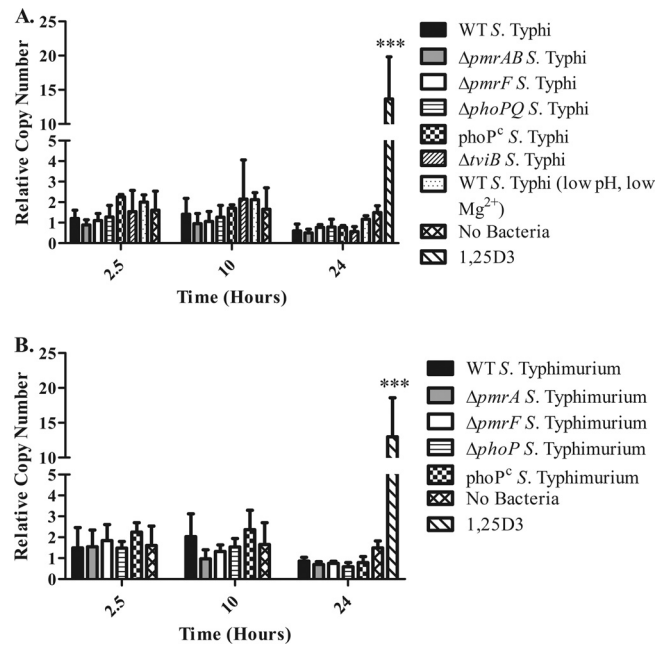 A.
Relative Copy Number
25
20
15
10
5
4
3
2
1
0
***
2.5
10
24
Time (Hours)
WT S. Typhi
ΔpmrAB S. Typhi
ΔpmrF S. Typhi
ΔphoPQ S. Typhi
phoPᶜ S. Typhi
ΔtviB S. Typhi
WT S. Typhi (low pH, low
Mg²⁺)
No Bacteria
1,25D3
B.
Relative Copy Number
25
20
15
10
5
4
3
2
1
0
***
2.5
10
24
Time (Hours)
WT S. Typhimurium
ΔpmrA S. Typhimurium
ΔpmrF S. Typhimurium
ΔphoP S. Typhimurium
phoPᶜ S. Typhimurium
No Bacteria
1,25D3